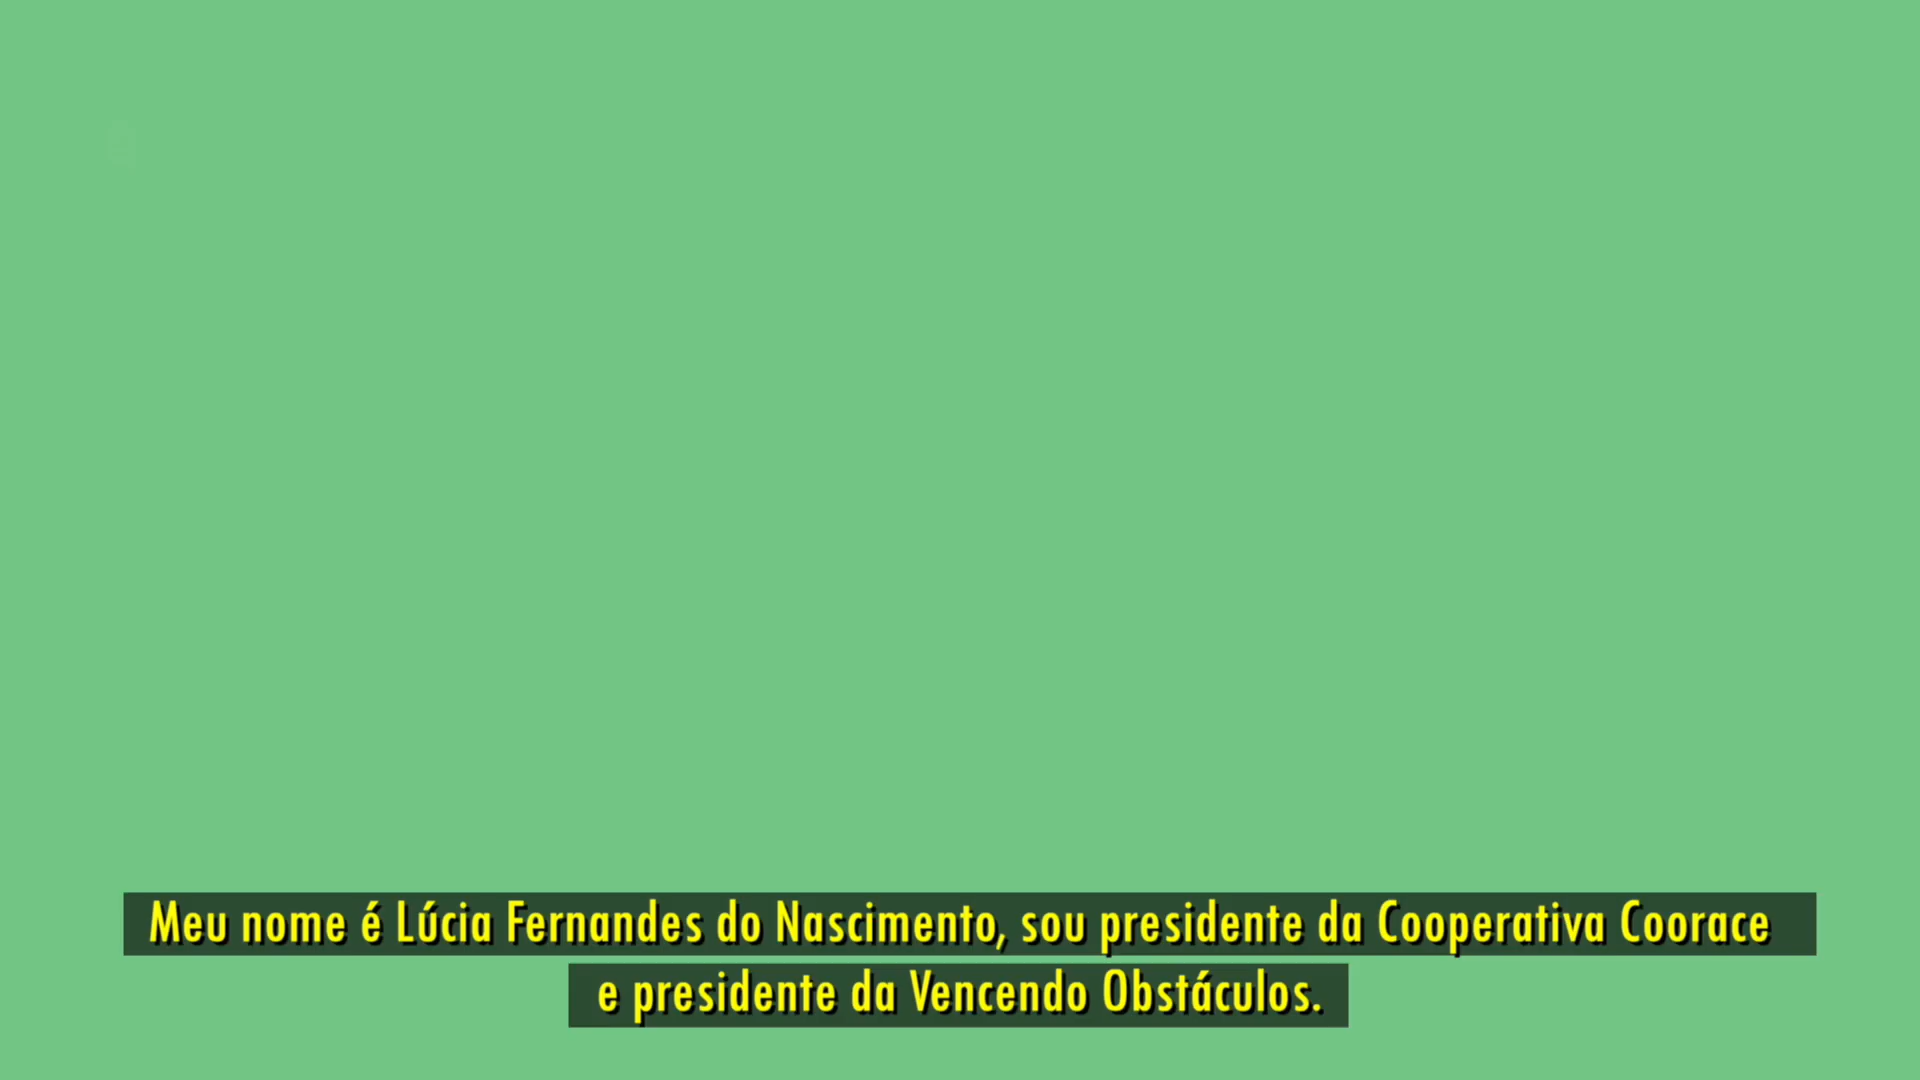 Meu nome é Lúcia Fernandes do Nascimento, sou presidente da Cooperativa Coorace
e presidente da Vencendo Obstáculos.